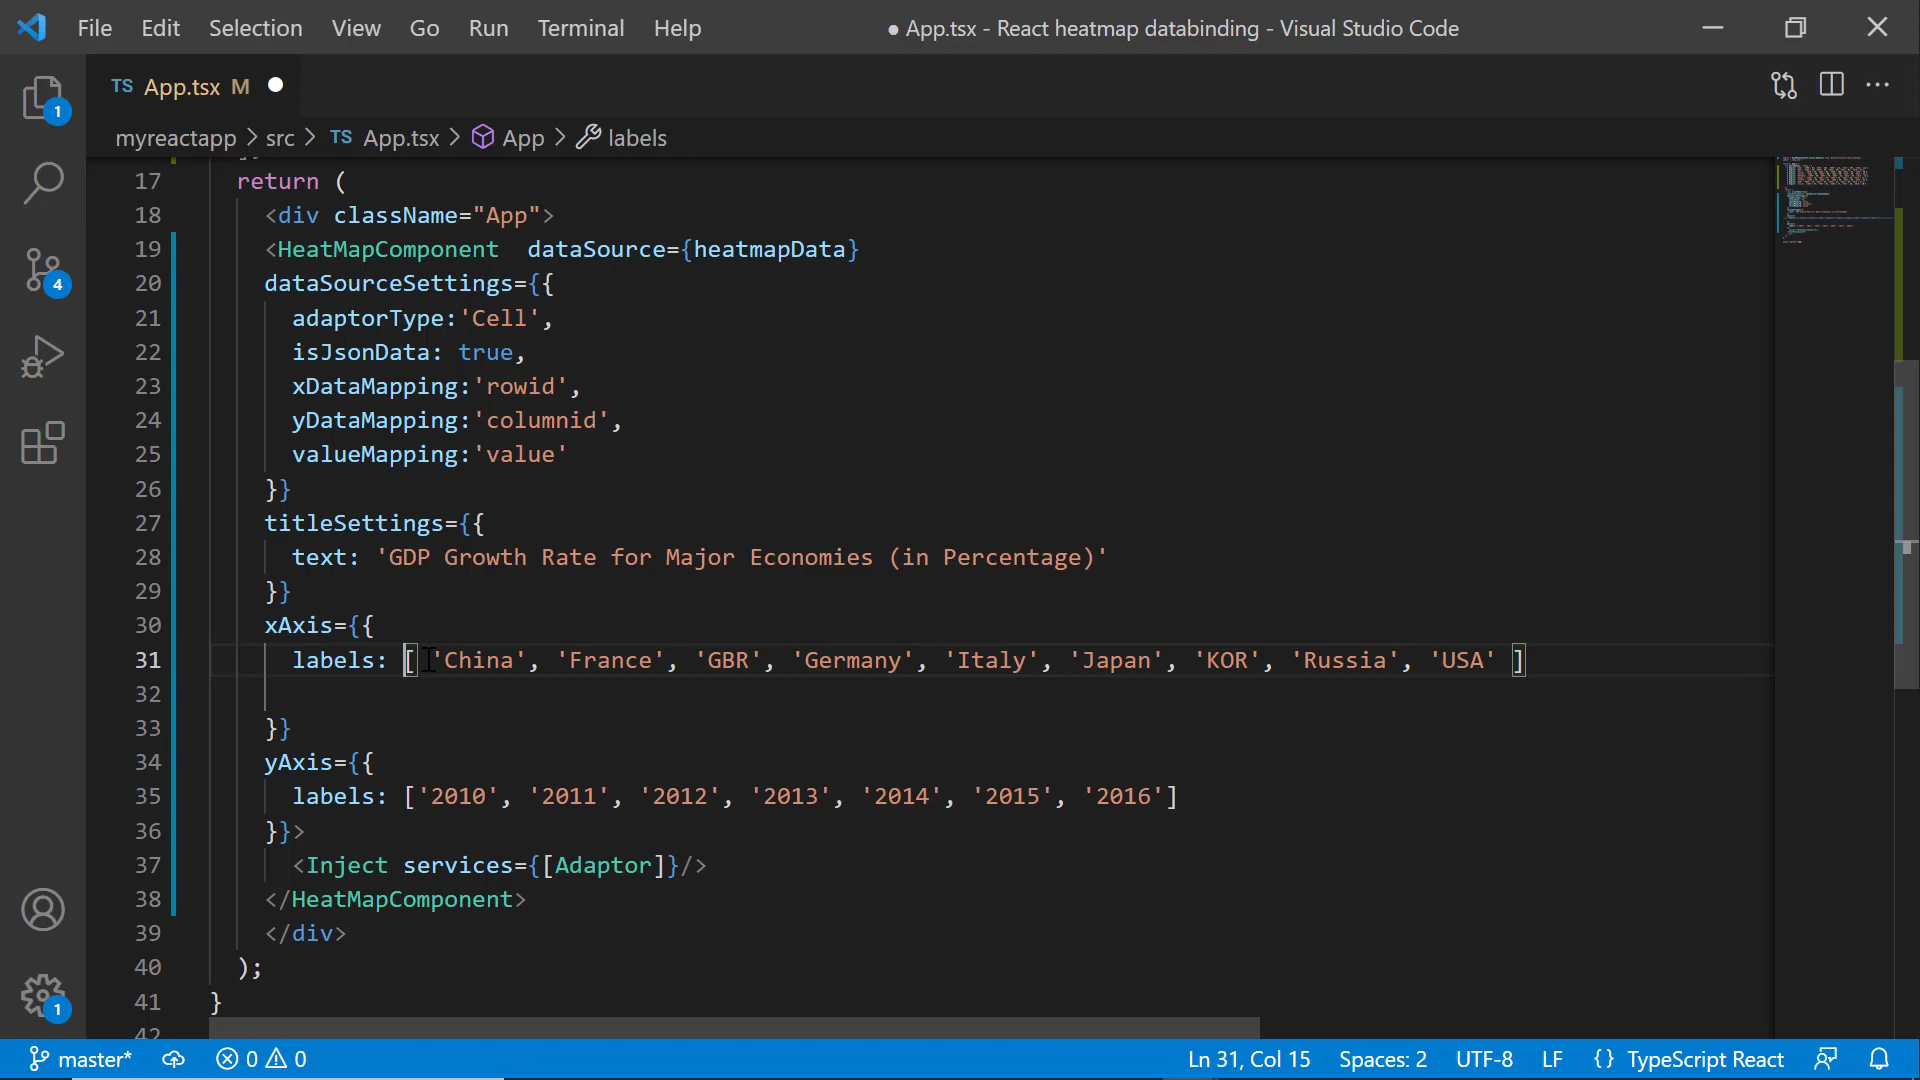 File Edit Selection View Go Run Terminal Help ● App.tsx - React heatmap databinding - Visual Studio Code
TS App.tsx M
myreactapp > src > TS App.tsx > App > labels
17 return (
18 <div className="App">
19 <HeatMapComponent  dataSource={heatmapData}
20 dataSourceSettings={{
21 adaptorType:'Cell',
22 isJsonData: true,
23 xDataMapping:'rowid',
24 yDataMapping:'columnid',
25 valueMapping:'value'
26 }}
27 titleSettings={{
28 text: 'GDP Growth Rate for Major Economies (in Percentage)'
29 }}
30 xAxis={{
31 labels: [ 'China', 'France', 'GBR', 'Germany', 'Italy', 'Japan', 'KOR', 'Russia', 'USA' ]
32
33 }}
34 yAxis={{
35 labels: ['2010', '2011', '2012', '2013', '2014', '2015', '2016']
36 }}>
37 <Inject services={[Adaptor]}/>
38 </HeatMapComponent>
39 </div>
40 );
41 }
42
1
4
1
master* 0 0 Ln 31, Col 15 Spaces: 2 UTF-8 LF {} TypeScript React